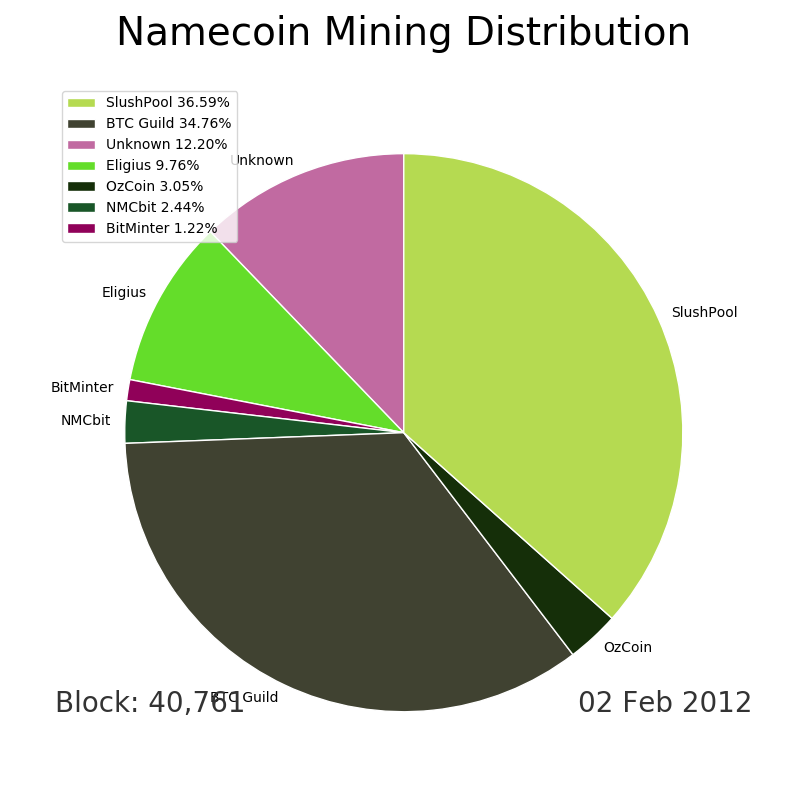 Namecoin Mining Distribution
SlushPool 36.59%
BTC Guild 34.76%
Unknown 12.20%
Eligius 9.76%
OzCoin 3.05%
NMCbit 2.44%
BitMinter 1.22%
Unknown
Eligius
SlushPool
BitMinter
NMCbit
OzCoin
BTC Guild
Block: 40,761
02 Feb 2012